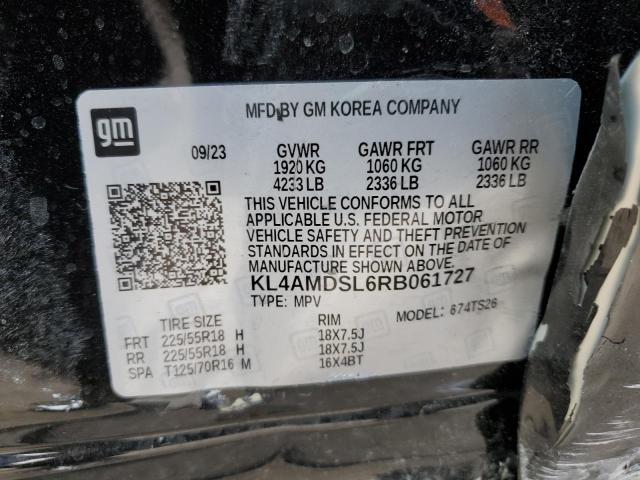 gm
MFD BY GM KOREA COMPANY
09/23 GVWR GAWR FRT GAWR RR
1920 KG 1060 KG 1060 KG
4233 LB 2336 LB 2336 LB
THIS VEHICLE CONFORMS TO ALL
APPLICABLE U.S. FEDERAL MOTOR
VEHICLE SAFETY AND THEFT PREVENTION
STANDARDS IN EFFECT ON THE DATE OF
MANUFACTURE SHOWN ABOVE.
KL4AMDSL6RB061727
TYPE: MPV MODEL: 674TS26
TIRE SIZE RIM
FRT 225/55R18 H 18X7.5J
RR 225/55R18 H 18X7.5J
SPA T125/70R16 M 16X4BT